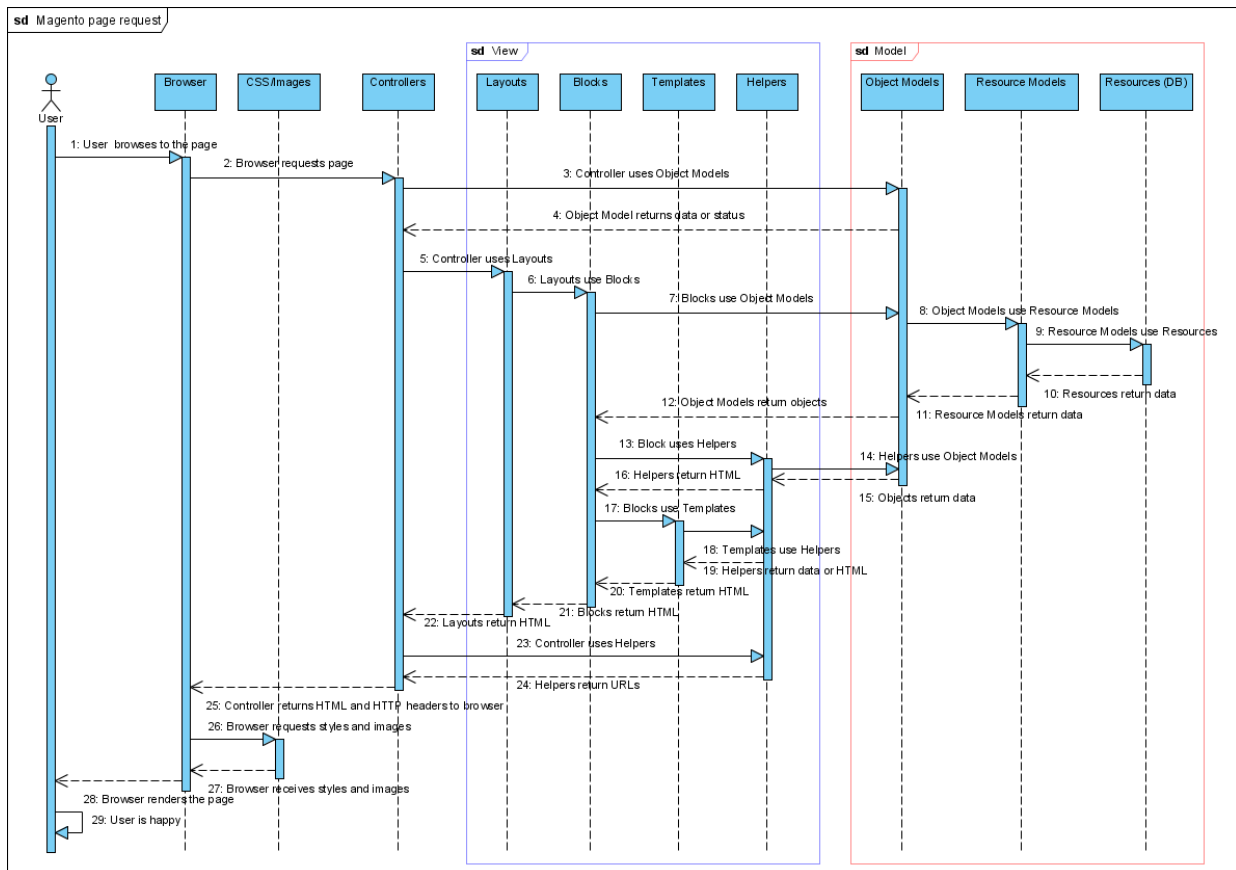 sd Magento page request
sd View
sd Model
Browser
CSS/Images
Controllers
Layouts
Blocks
Templates
Helpers
Object Models
Resource Models
Resources (DB)
User
1: User browses to the page
2: Browser requests page
3: Controller uses Object Models
4: Object Model returns data or status
5: Controller uses Layouts
6: Layouts use Blocks
7: Blocks use Object Models
8: Object Models use Resource Models
9: Resource Models use Resources
10: Resources return data
11: Resource Models return data
12: Object Models return objects
13: Block uses Helpers
14: Helpers use Object Models
15: Objects return data
16: Helpers return HTML
17: Blocks use Templates
18: Templates use Helpers
19: Helpers return data or HTML
20: Templates return HTML
21: Blocks return HTML
22: Layouts return HTML
23: Controller uses Helpers
24: Helpers return URLs
25: Controller returns HTML and HTTP headers to browser
26: Browser requests styles and images
27: Browser receives styles and images
28: Browser renders the page
29: User is happy